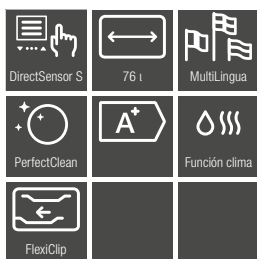 DirectSensor S
76 l
MultiLingua
PerfectClean
A+
Función clima
FlexiClip